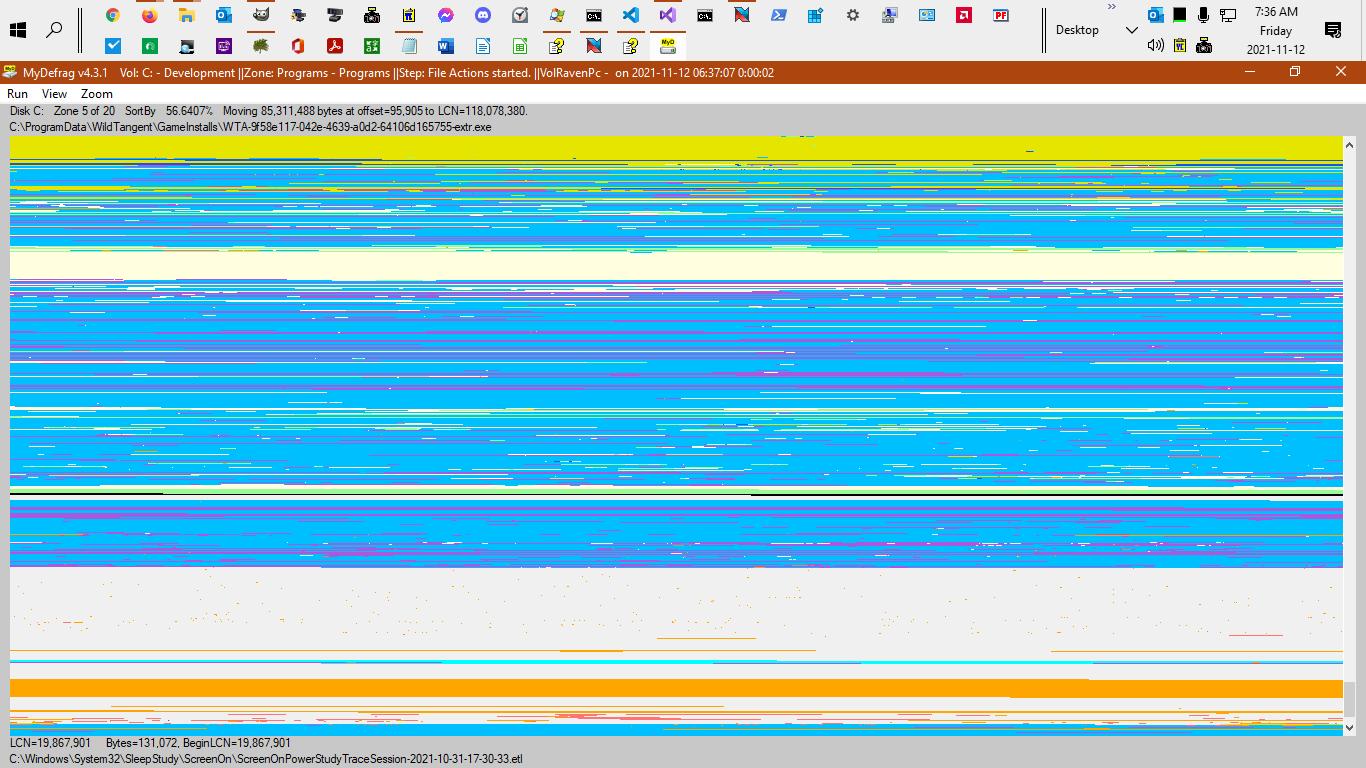 7:36 AM
Desktop
Friday
2021-11-12
MyDefrag v4.3.1 Vol: C: - Development ||Zone: Programs - Programs ||Step: File Actions started. ||VolRavenPc - on 2021-11-12 06:37:07 0:00:02
Run View Zoom
Disk C: Zone 5 of 20 SortBy 56.6407% Moving 85,311,488 bytes at offset=95,905 to LCN=118,078,380.
C:\ProgramData\WildTangent\GameInstalls\WTA-9f58e117-042e-4639-a0d2-64106d165755-extr.exe
LCN=19,867,901 Bytes=131,072, BeginLCN=19,867,901
C:\Windows\System32\SleepStudy\ScreenOn\ScreenOnPowerStudyTraceSession-2021-10-31-17-30-33.etl